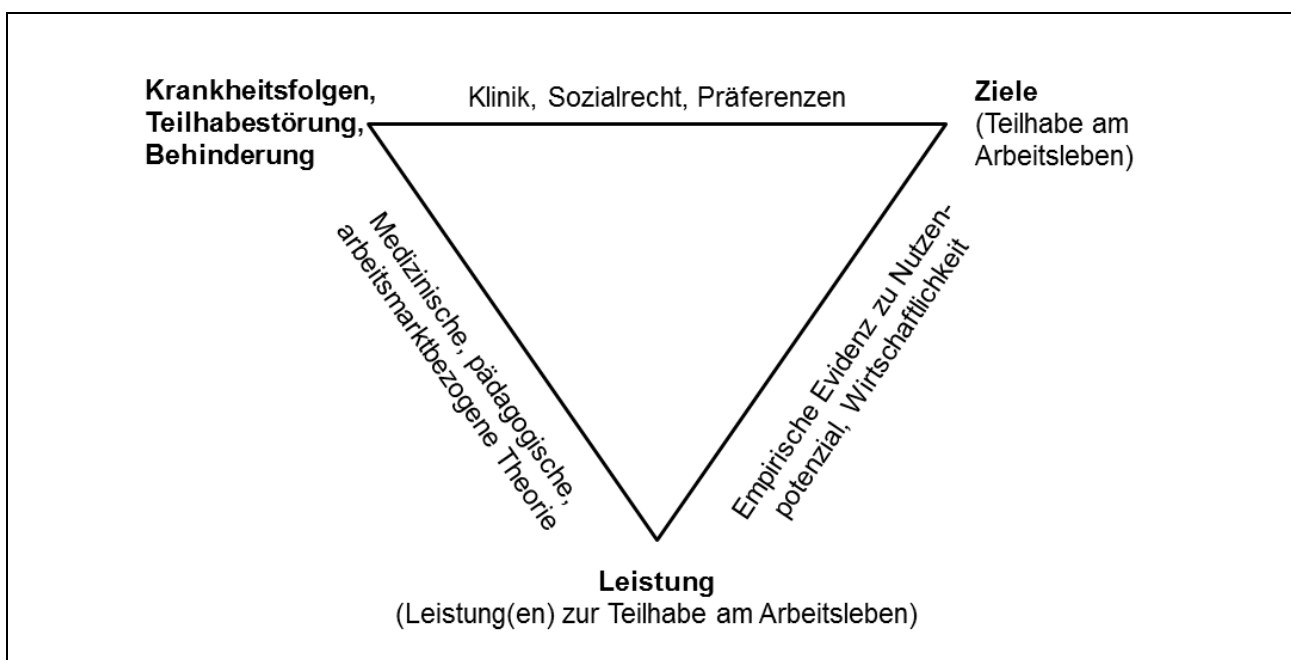 Krankheitsfolgen,
Teilhabestörung,
Behinderung
Klinik, Sozialrecht, Präferenzen
Ziele
(Teilhabe am
Arbeitsleben)
Medizinische, pädagogische,
arbeitsmarktbezogene Theorie
Empirische Evidenz zu Nutzen-
potenzial, Wirtschaftlichkeit
Leistung
(Leistung(en) zur Teilhabe am Arbeitsleben)